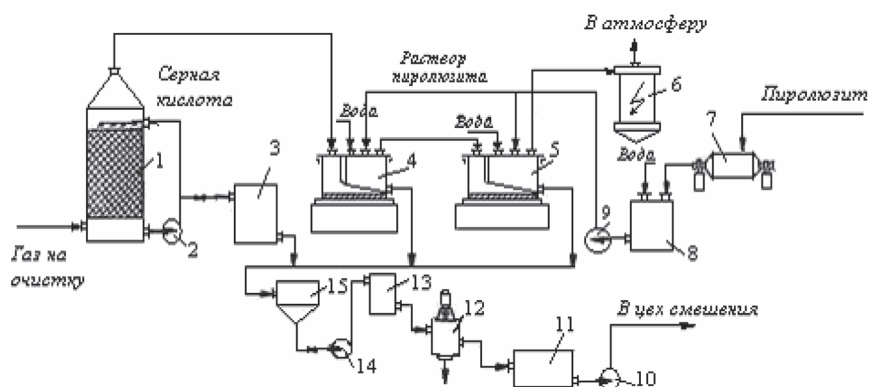 В атмосферу
Серная
кислота
Раствор
пиролюзита
Вода
Вода
6
Пиролюзит
7
1
3
4
5
Вода
9
2
8
Газ на
очистку
15
13
12
11
В цех смешения
14
10